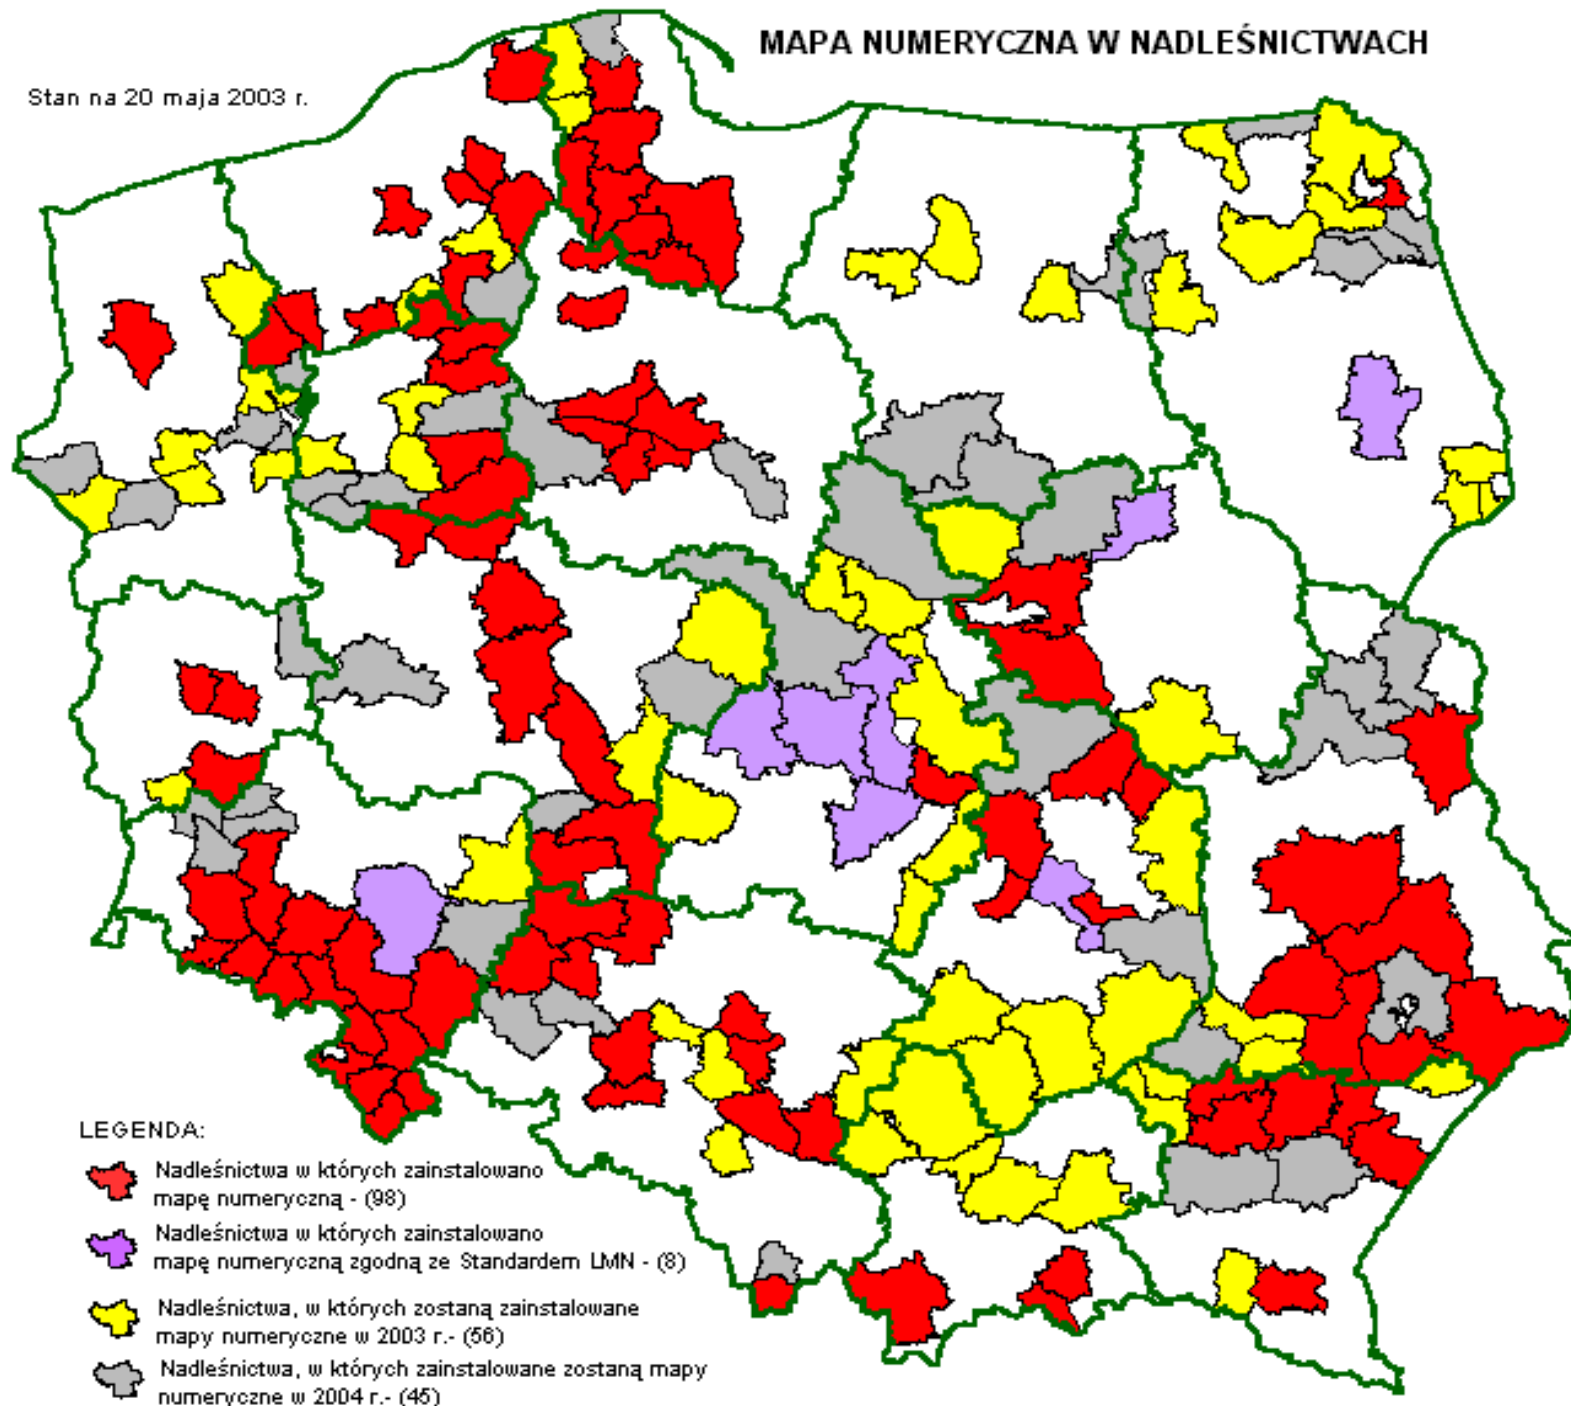 MAPA NUMERYCZNA W NADLEŚNICTWACH
Stan na 20 maja 2003 r.
LEGENDA:
Nadleśnictwa w których zainstalowano
mapę numeryczną - (98)
Nadleśnictwa w których zainstalowano
mapę numeryczną zgodną ze Standardem LMN - (8)
Nadleśnictwa, w których zostaną zainstalowane
mapy numeryczne w 2003 r.- (56)
Nadleśnictwa, w których zainstalowane zostaną mapy
numeryczne w 2004 r.- (45)